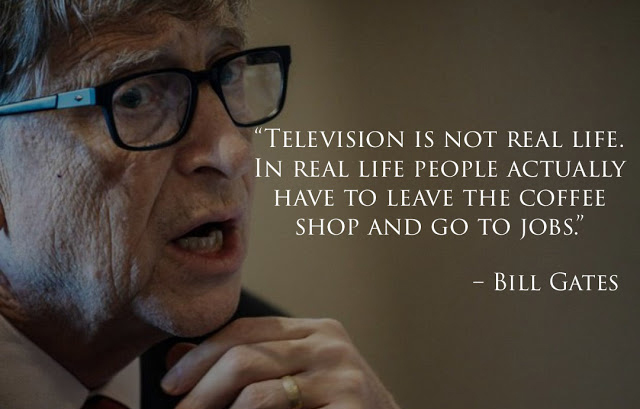 “Television is not real life.
In real life people actually
have to leave the coffee
shop and go to jobs.”
– Bill Gates